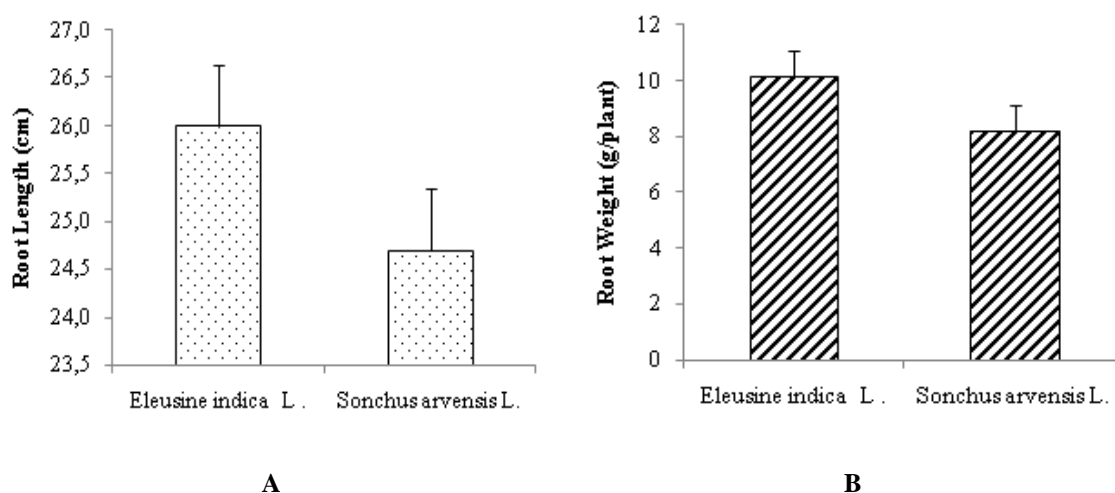 27,0
26,5
26,0
25,5
25,0
24,5
24,0
23,5
Root Length (cm)
Eleusine indica L .
Sonchus arvensis L.
A
12
10
8
6
4
2
0
Root Weight (g/plant)
Eleusine indica L .
Sonchus arvensis L.
B